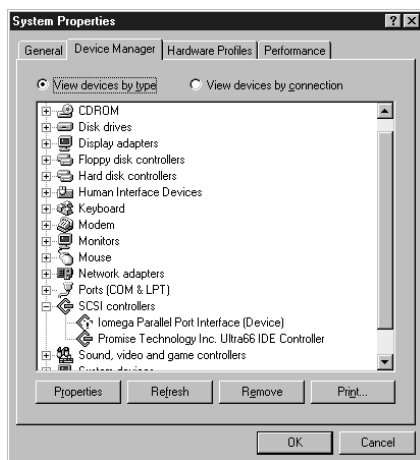 System Properties
General Device Manager Hardware Profiles Performance
View devices by type View devices by connection
CDROM
Disk drives
Display adapters
Floppy disk controllers
Hard disk controllers
Human Interface Devices
Keyboard
Modem
Monitors
Mouse
Network adapters
Ports (COM & LPT)
SCSI controllers
Iomega Parallel Port Interface (Device)
Promise Technology Inc. Ultra66 IDE Controller
Sound, video and game controllers
Properties Refresh Remove Print...
OK Cancel